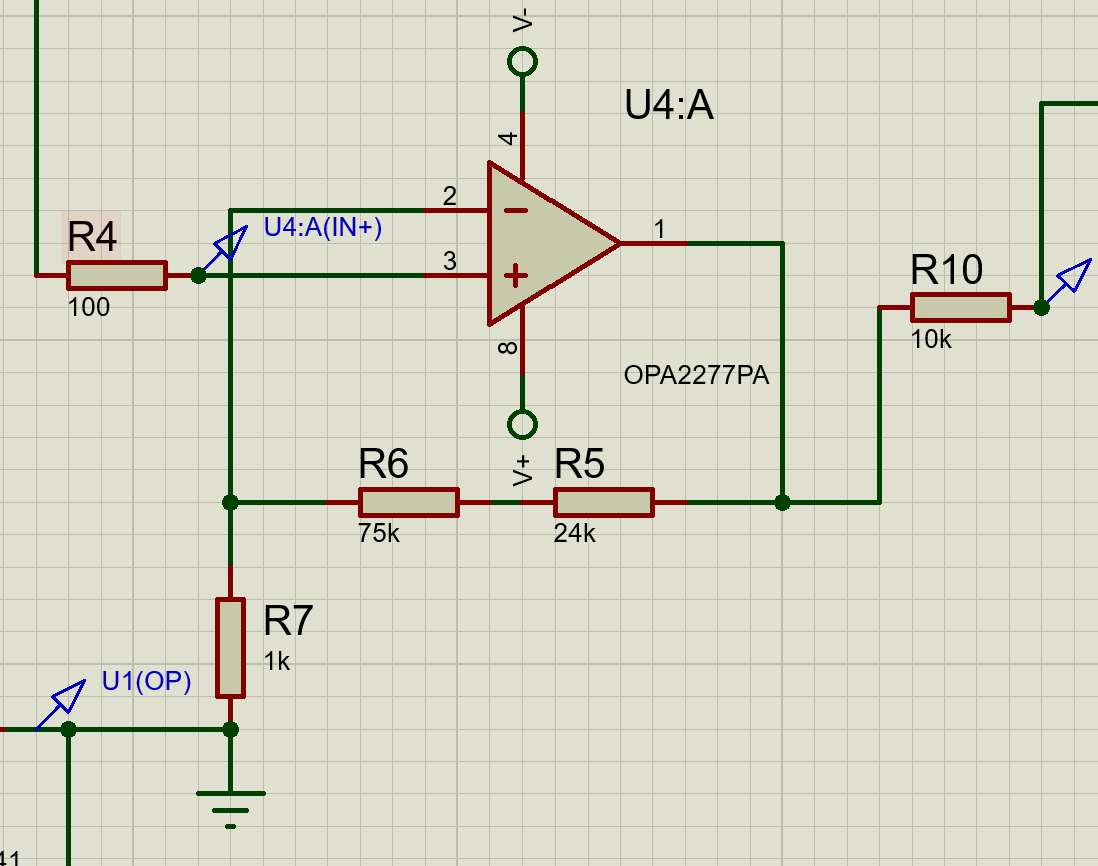 V-
U4:A
4
2
U4:A(IN+)
1
R4
3
R10
100
8
10k
OPA2277PA
V+
R6
R5
75k
24k
R7
1k
U1(OP)
41